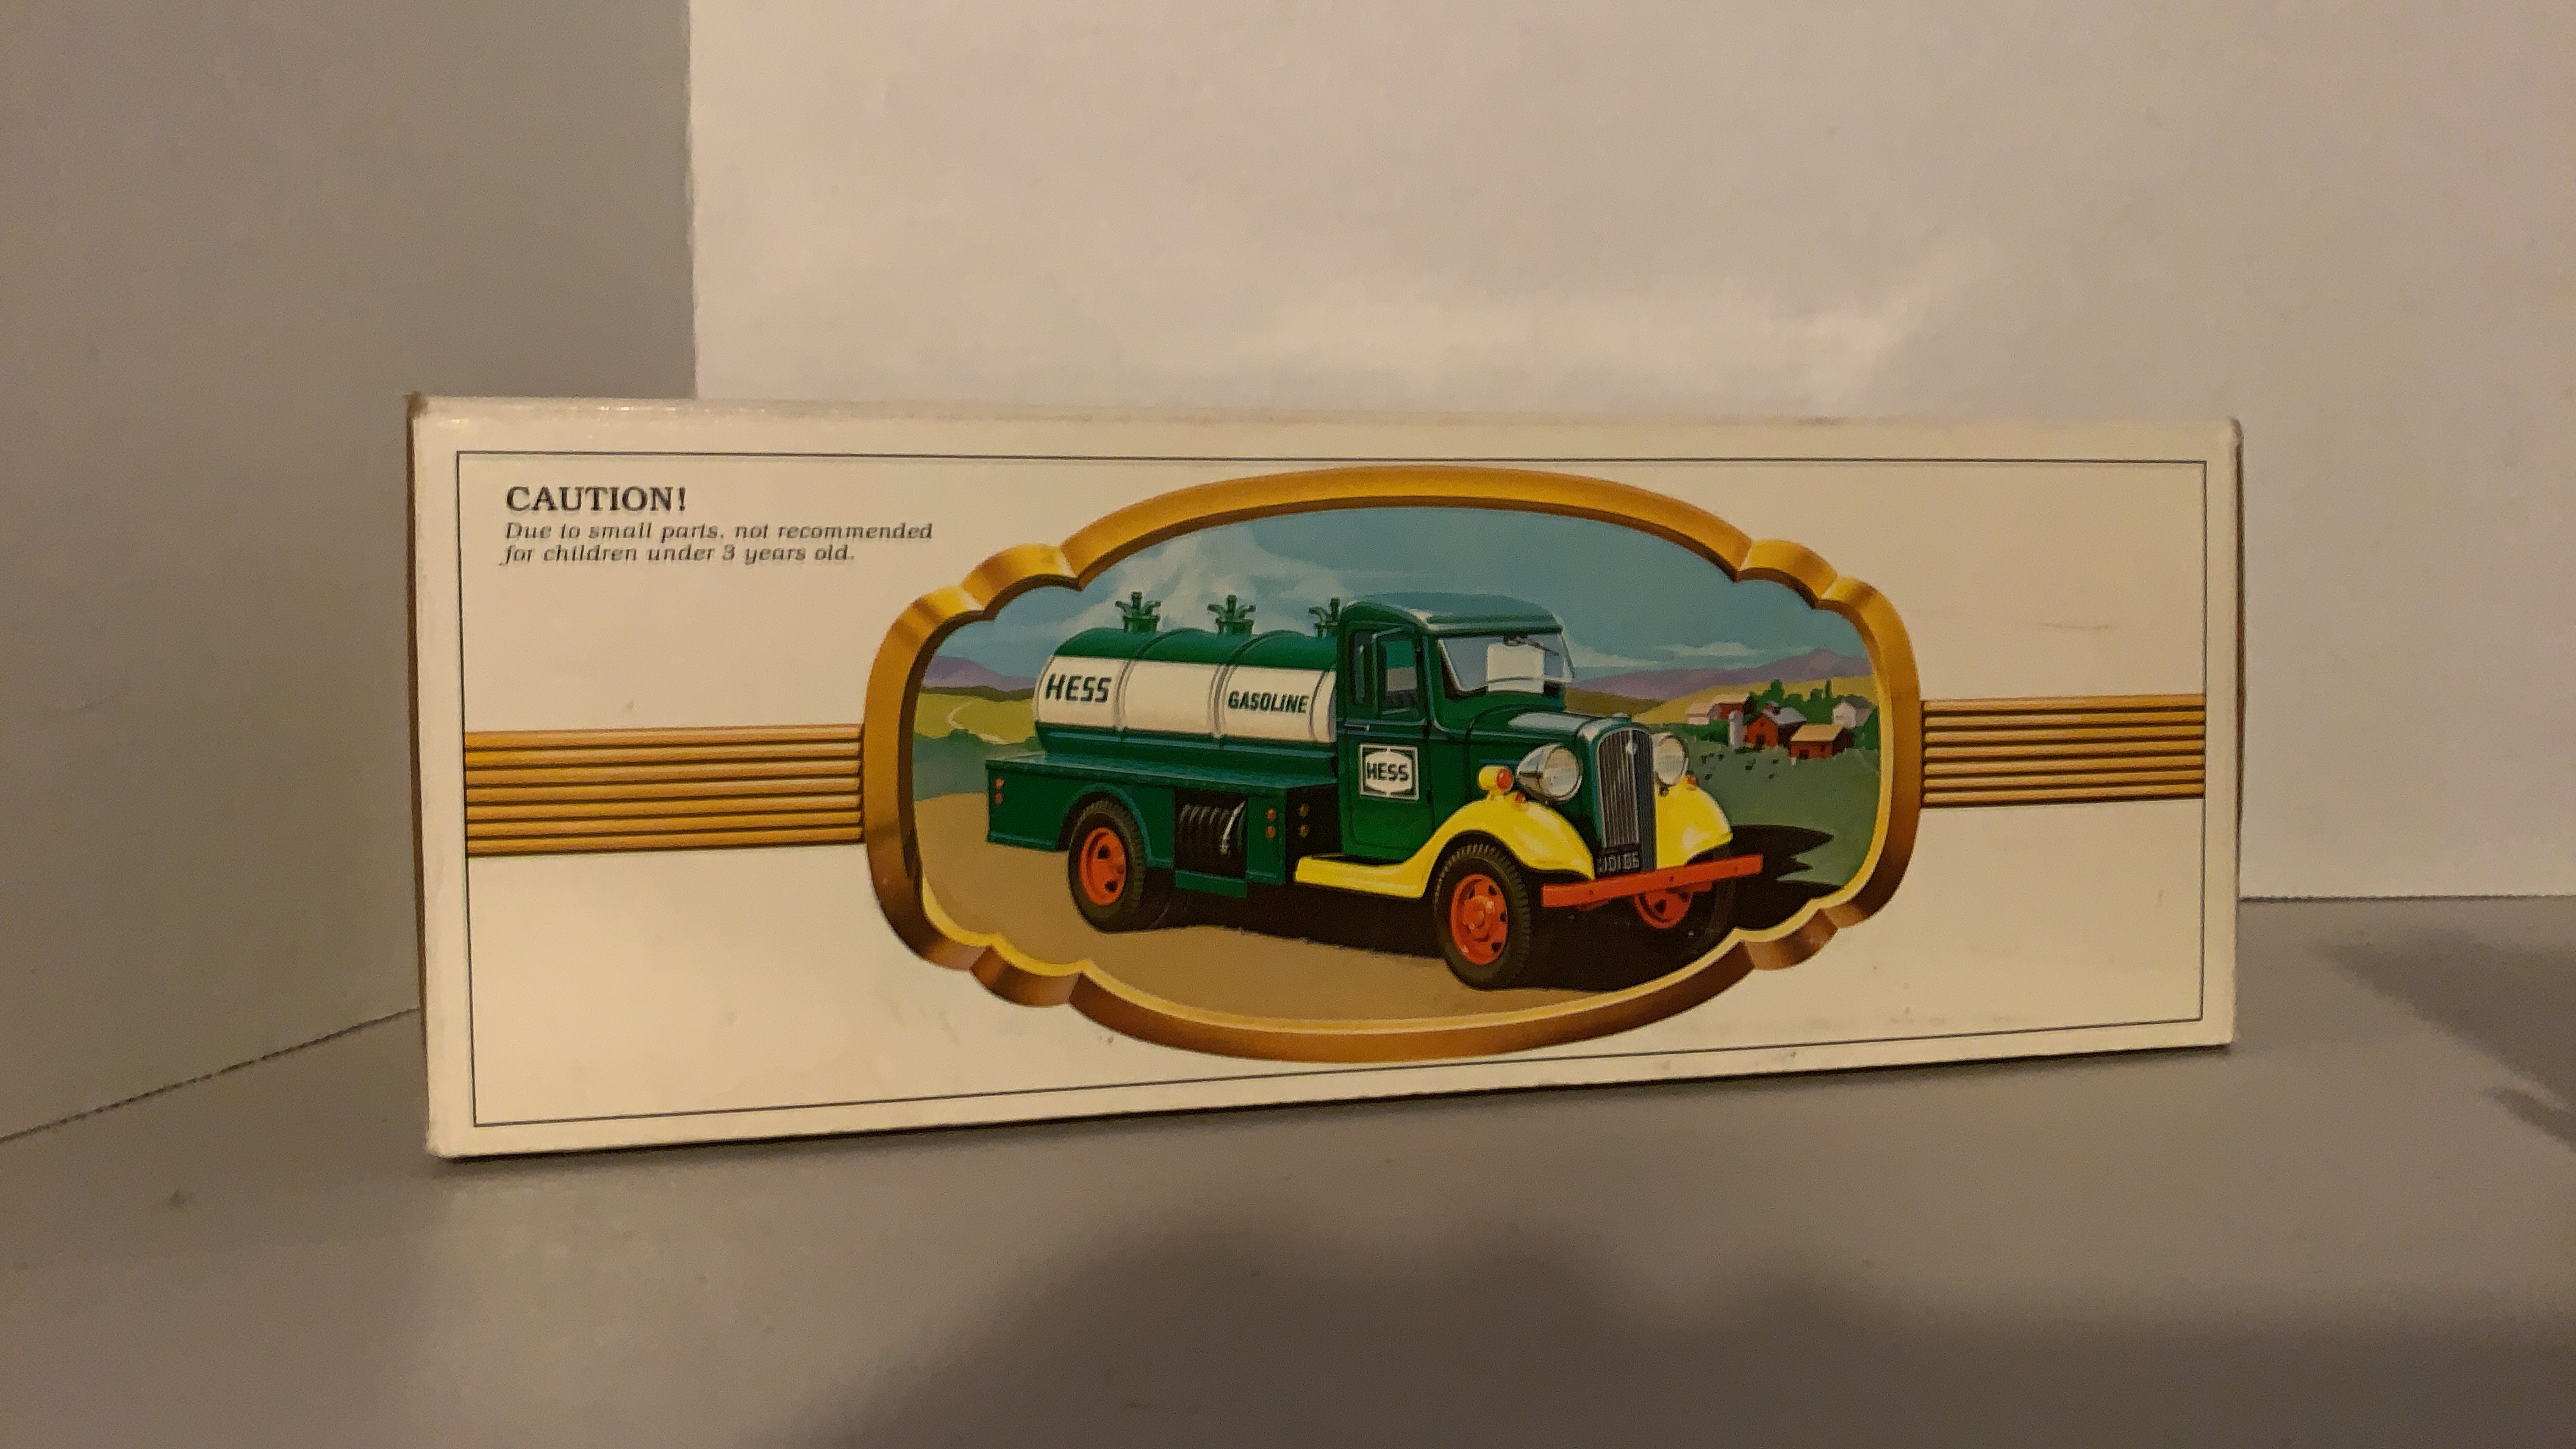 CAUTION!
Due to small parts, not recommended
for children under 3 years old.
HESS
GASOLINE
HESS